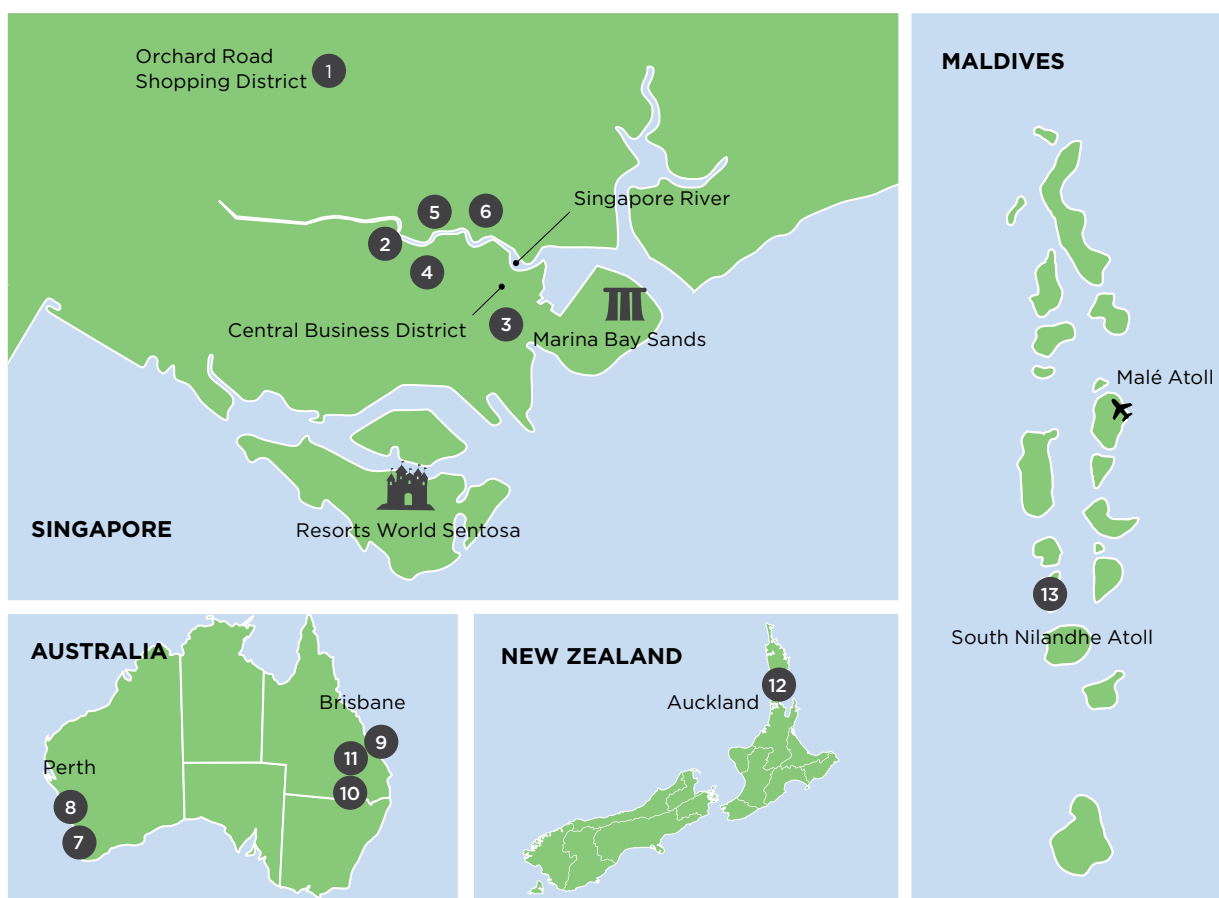 Orchard Road
Shopping District
1
5
6
Singapore River
2
4
Central Business District
3
Marina Bay Sands
SINGAPORE
Resorts World Sentosa
MALDIVES
Malé Atoll
13
South Nilandhe Atoll
AUSTRALIA
Brisbane
9
11
Perth
10
8
7
NEW ZEALAND
12
Auckland